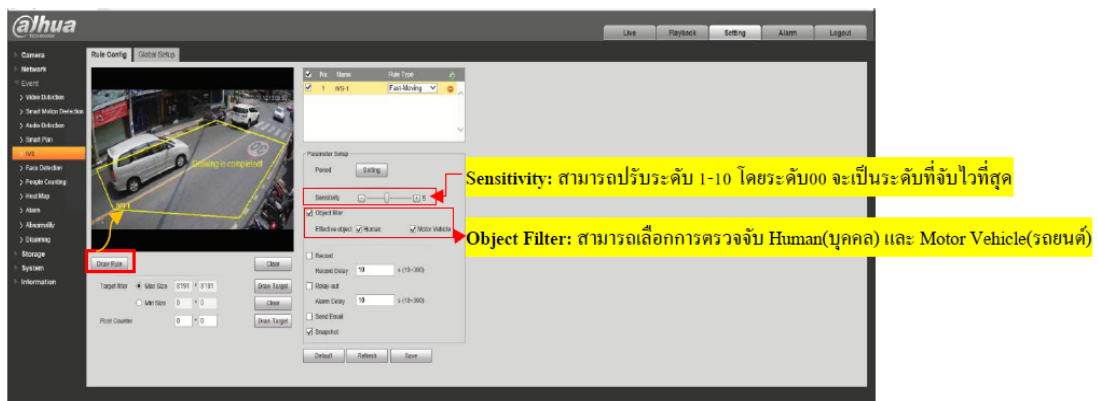 alhua
TECHNOLOGY
Live Playback Setting Alarm Logout
Camera
Network
Event
Video Detection
Smart Motion Detection
Audio Detection
Smart Plan
IVS
Face Detection
People Counting
Heat Map
Alarm
Abnormality
Storage
System
Information
Rule Config Global Setup
Drawing is completed!
IVS-1
Draw Rule Clear
Target filter Max Size 8191 * 8191 Draw Target
Min Size 0 * 0 Clear
Pixel Counter 0 * 0 Draw Target
No. Name Rule Type
1 IVS-1 Fast-Moving
Parameter Setup
Period Setting
Sensitivity 5
Object filter
Effective object Human Motor Vehicle
Record
Record Delay 10 s (10~300)
Relay-out
Alarm Delay 10 s (10~300)
Send Email
Snapshot
Default Refresh Save
Sensitivity: สามารถปรับระดับ 1-10 โดยระดับ00 จะเป็นระดับที่จับไวที่สุด
Object Filter: สามารถเลือกการตรวจจับ Human(บุคคล) และ Motor Vehicle(รถยนต์)